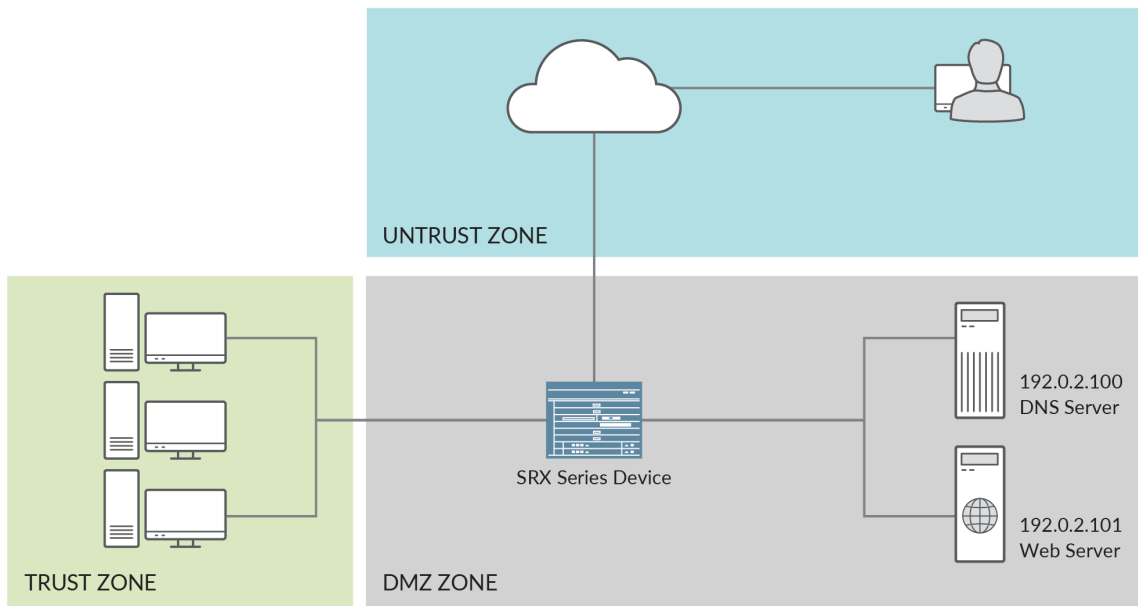 UNTRUST ZONE
192.0.2.100
DNS Server
SRX Series Device
192.0.2.101
Web Server
TRUST ZONE
DMZ ZONE